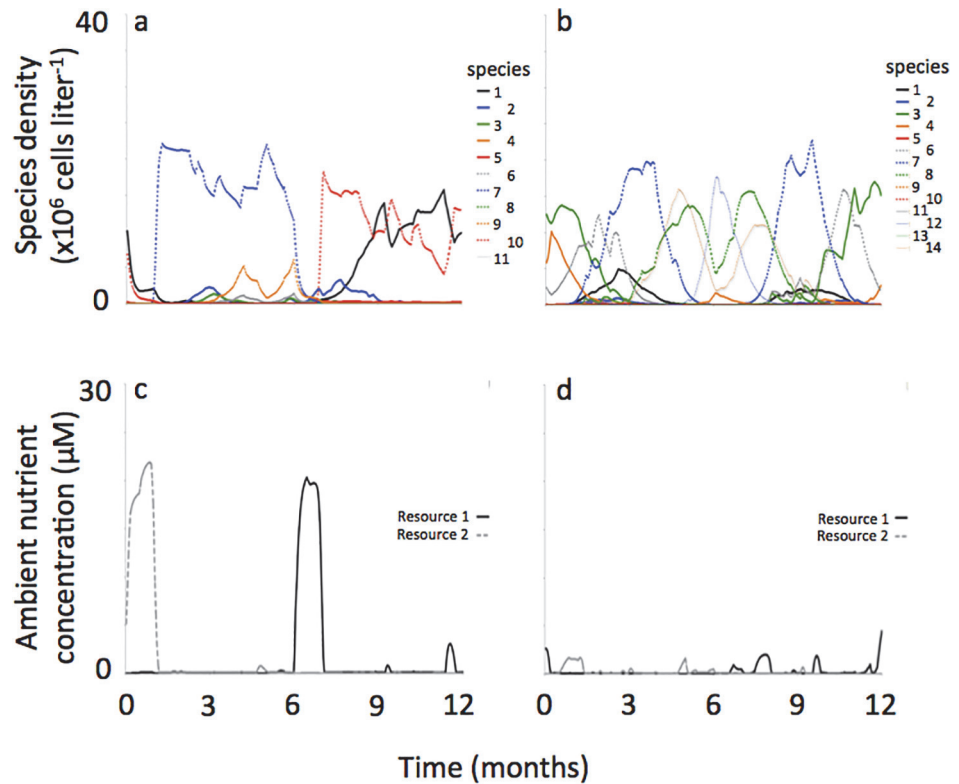 40
a
b
Species density
(x10⁶ cells liter⁻¹)
0
species
1
2
3
4
5
6
7
8
9
10
11
species
1
2
3
4
5
6
7
8
9
10
11
12
13
14
30
c
d
Ambient nutrient
concentration (μM)
0
Resource 1
Resource 2
Resource 1
Resource 2
0 3 6 9 12
0 3 6 9 12
Time (months)